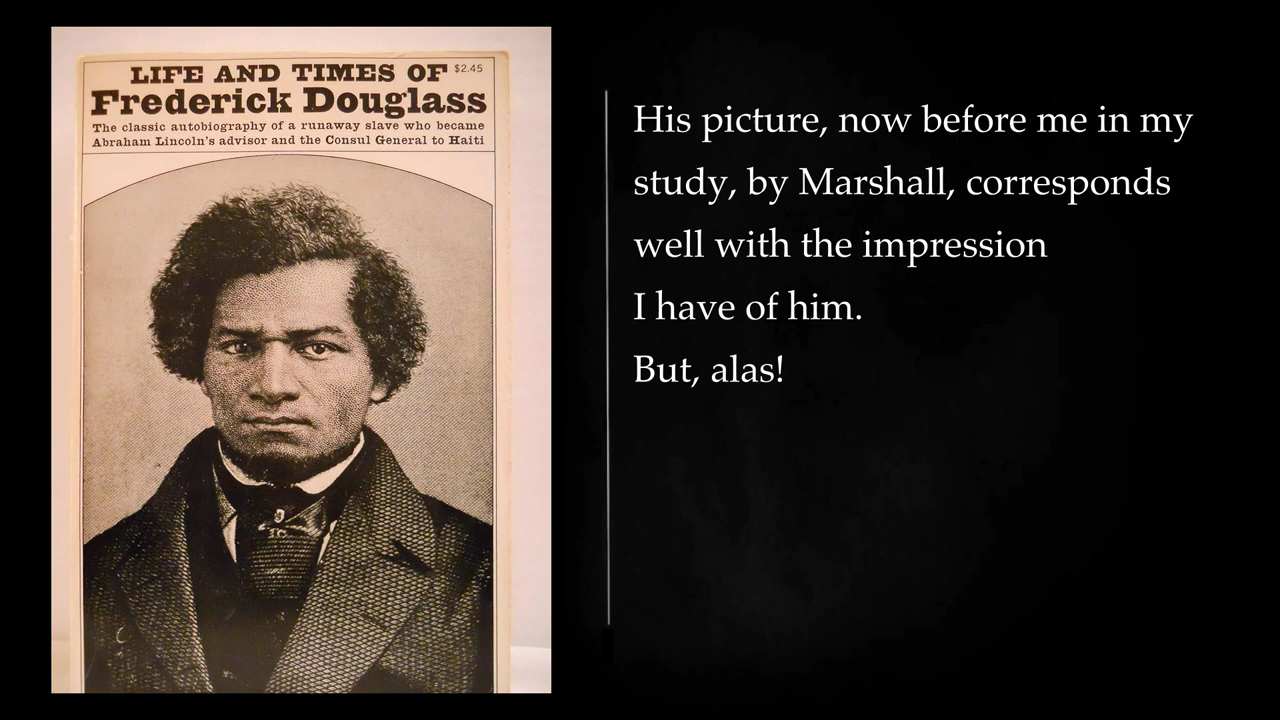 LIFE AND TIMES OF $2.45
Frederick Douglass
The classic autobiography of a runaway slave who became
Abraham Lincoln's advisor and the Consul General to Haiti
His picture, now before me in my
study, by Marshall, corresponds
well with the impression
I have of him.
But, alas!